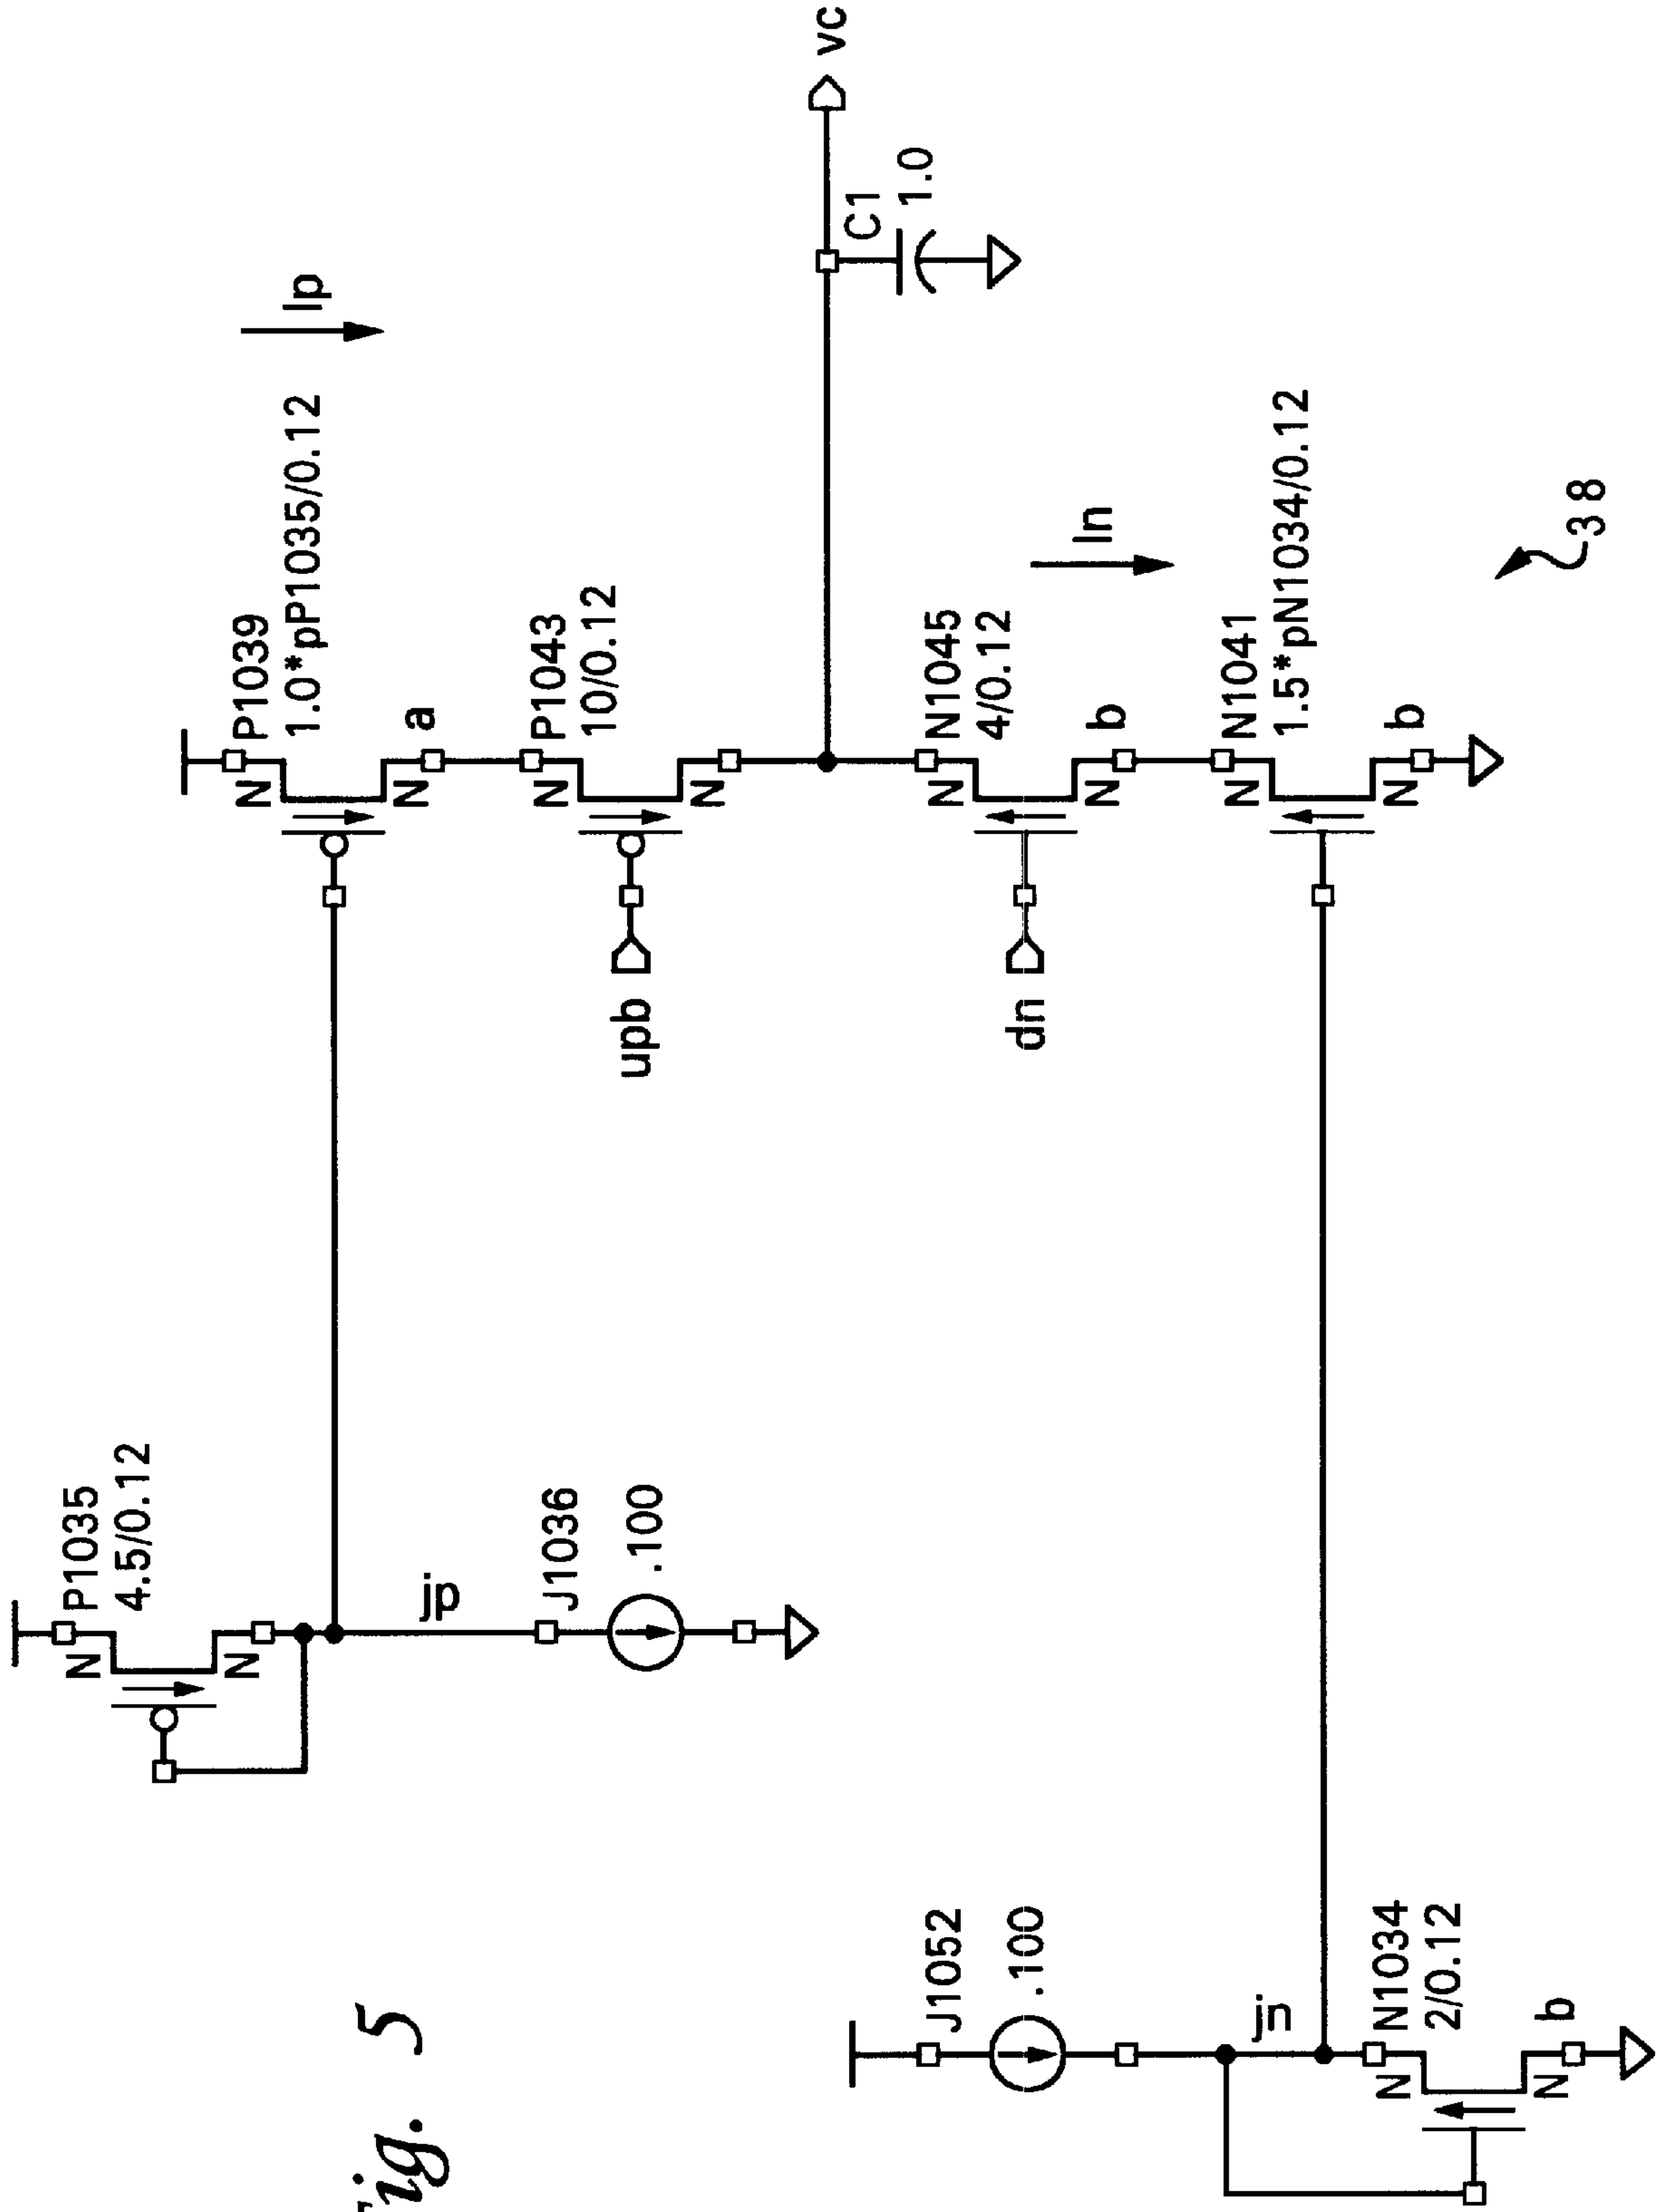 Fig. 5
P1035
4.5/0.12
N
N
jp
J1036
.100
J1052
.100
jn
N1034
2/0.12
N
N
b
P1039
1.0*pP1035/0.12
N
N
a
Ip
upb
P1043
10/0.12
N
N
vc
C1
1.0
dn
N1045
4/0.12
N
N
b
In
N1041
1.5*pN1034/0.12
N
N
b
38